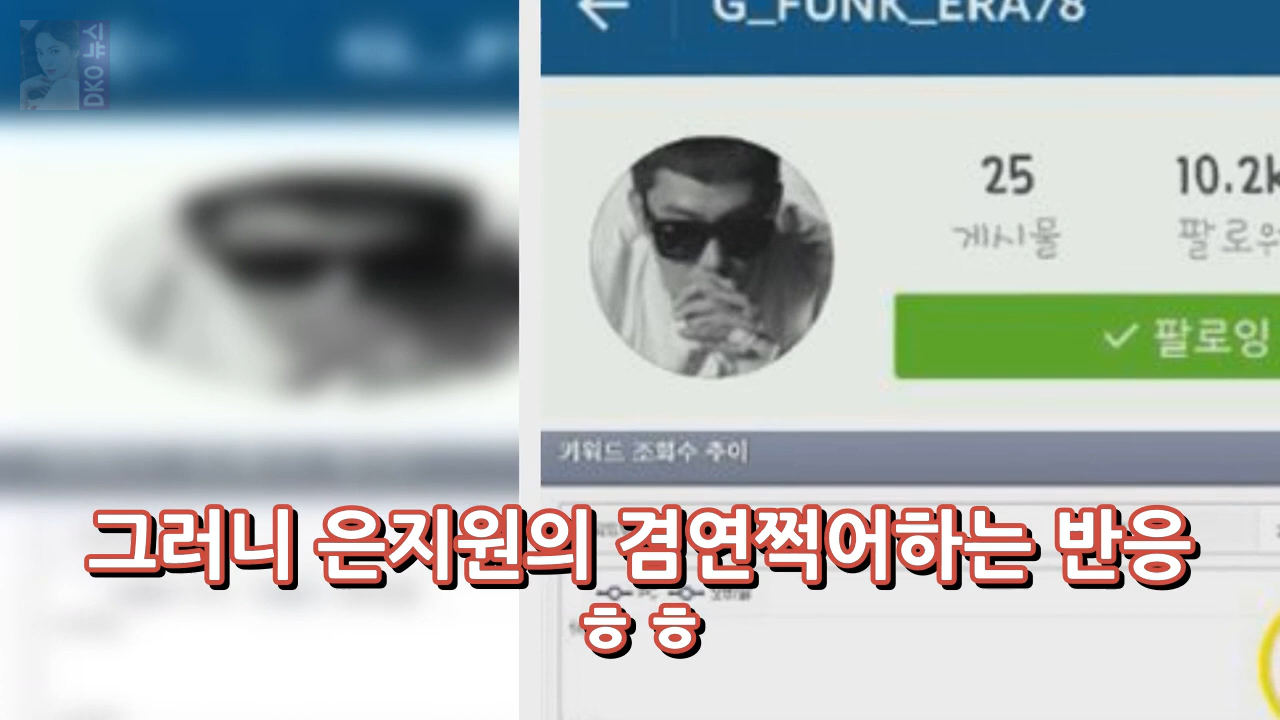 DKO 뉴스
G_FUNK_ERA78
25
10.2k
게시물
팔로워
✓ 팔로잉
키워드 조회수 추이
그러니 은지원의 겸연쩍어하는 반응
ㅎㅎ